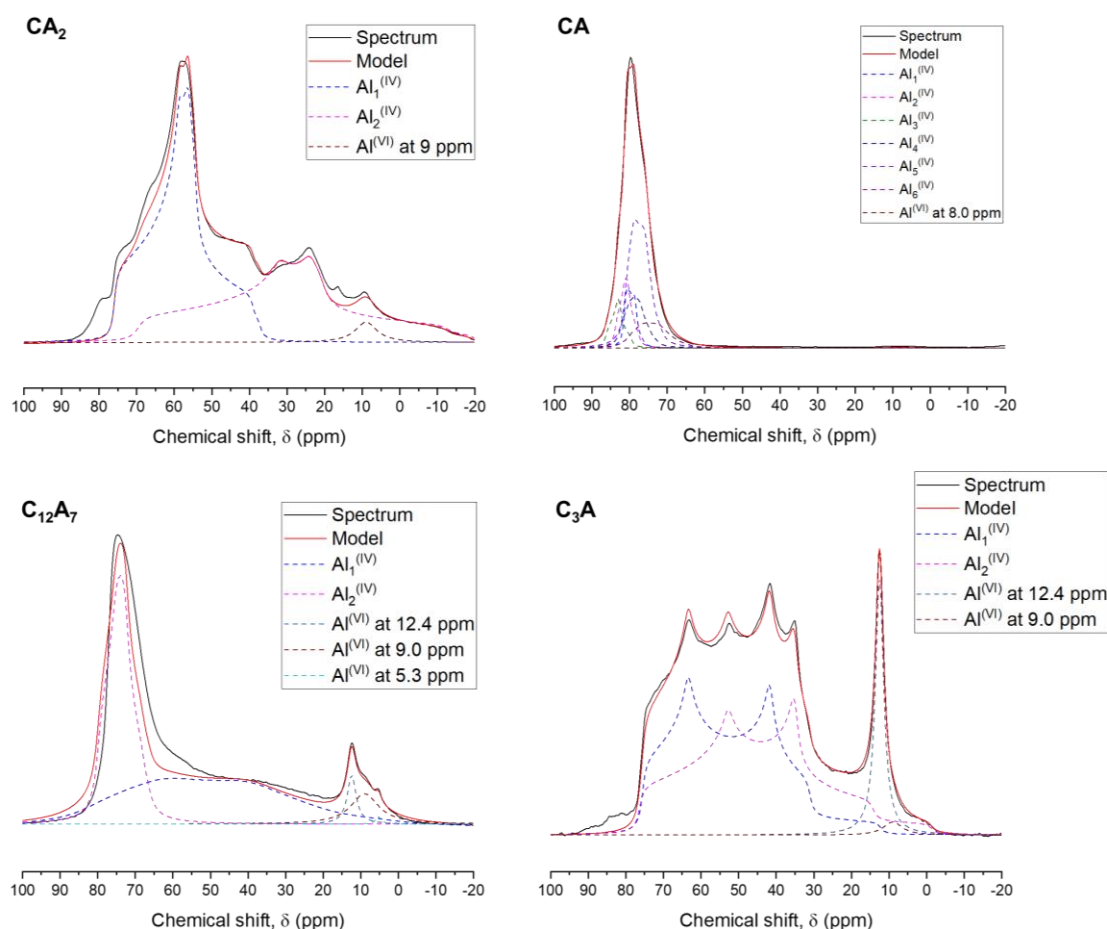 CA₂
Spectrum
Model
Al₁⁽ᴵⱽ⁾
Al₂⁽ᴵⱽ⁾
Al⁽ⱽᴵ⁾ at 9 ppm
100 90 80 70 60 50 40 30 20 10 0 -10 -20
Chemical shift, δ (ppm)
CA
Spectrum
Model
Al₁⁽ᴵⱽ⁾
Al₂⁽ᴵⱽ⁾
Al₃⁽ᴵⱽ⁾
Al₄⁽ᴵⱽ⁾
Al₅⁽ᴵⱽ⁾
Al₆⁽ᴵⱽ⁾
Al⁽ⱽᴵ⁾ at 8.0 ppm
100 90 80 70 60 50 40 30 20 10 0 -10 -20
Chemical shift, δ (ppm)
C₁₂A₇
Spectrum
Model
Al₁⁽ᴵⱽ⁾
Al₂⁽ᴵⱽ⁾
Al⁽ⱽᴵ⁾ at 12.4 ppm
Al⁽ⱽᴵ⁾ at 9.0 ppm
Al⁽ⱽᴵ⁾ at 5.3 ppm
100 90 80 70 60 50 40 30 20 10 0 -10 -20
Chemical shift, δ (ppm)
C₃A
Spectrum
Model
Al₁⁽ᴵⱽ⁾
Al₂⁽ᴵⱽ⁾
Al⁽ⱽᴵ⁾ at 12.4 ppm
Al⁽ⱽᴵ⁾ at 9.0 ppm
100 90 80 70 60 50 40 30 20 10 0 -10 -20
Chemical shift, δ (ppm)